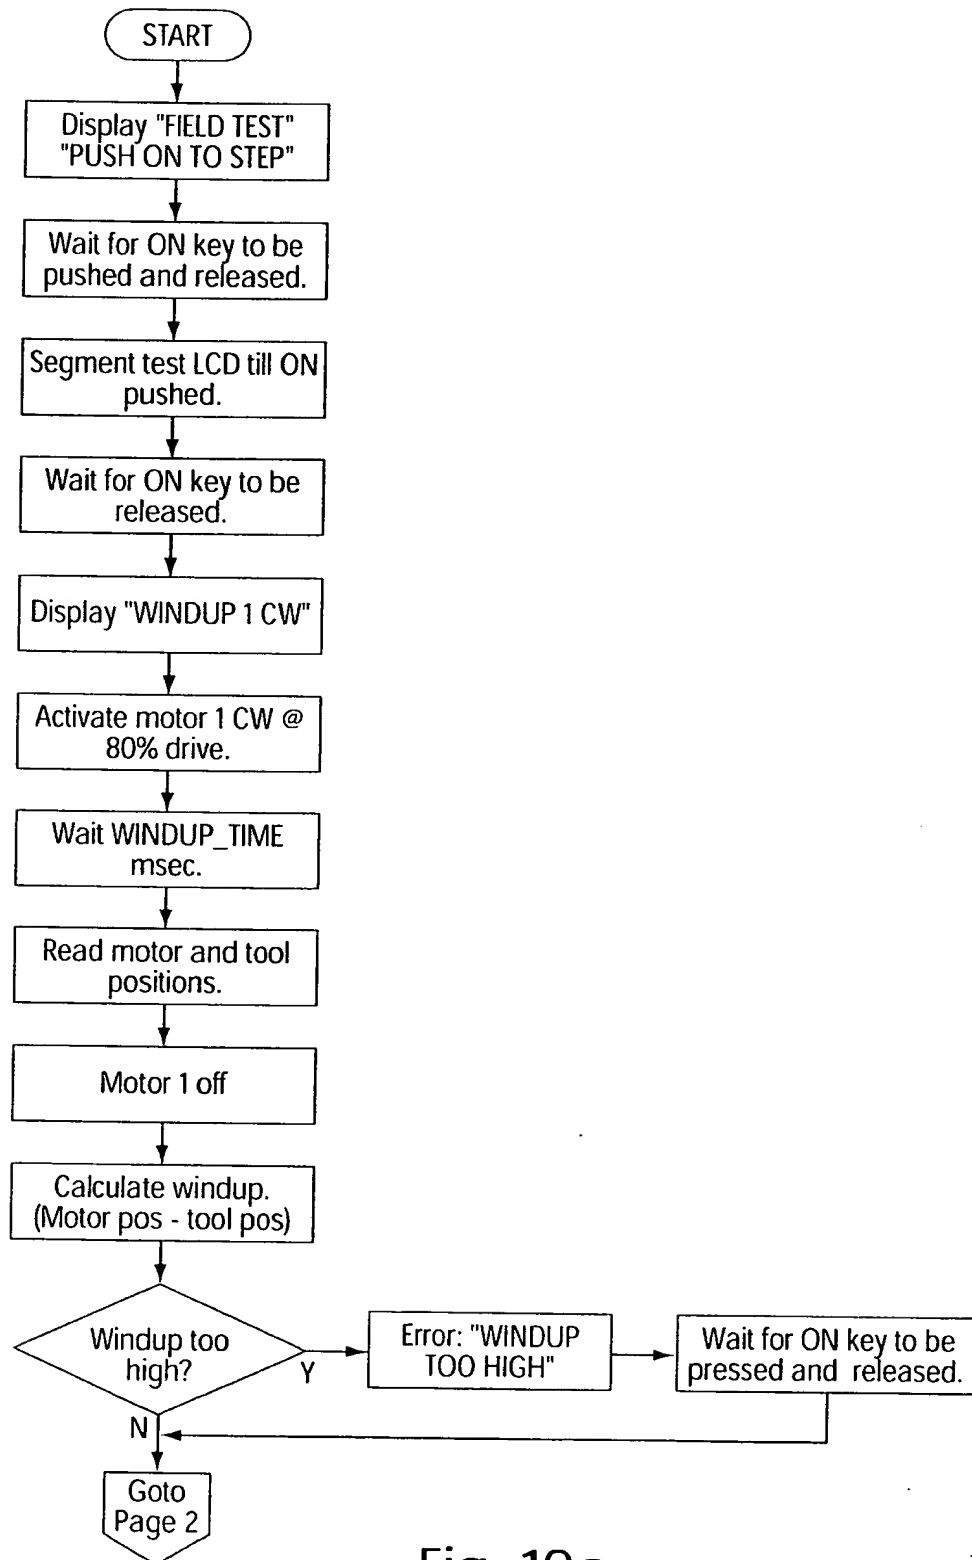 START
Display "FIELD TEST"
"PUSH ON TO STEP"
Wait for ON key to be
pushed and released.
Segment test LCD till ON
pushed.
Wait for ON key to be
released.
Display "WINDUP 1 CW"
Activate motor 1 CW @
80% drive.
Wait WINDUP_TIME
msec.
Read motor and tool
positions.
Motor 1 off
Calculate windup.
(Motor pos - tool pos)
Windup too
high?
Y
Error: "WINDUP
TOO HIGH"
Wait for ON key to be
pressed and released.
N
Goto
Page 2